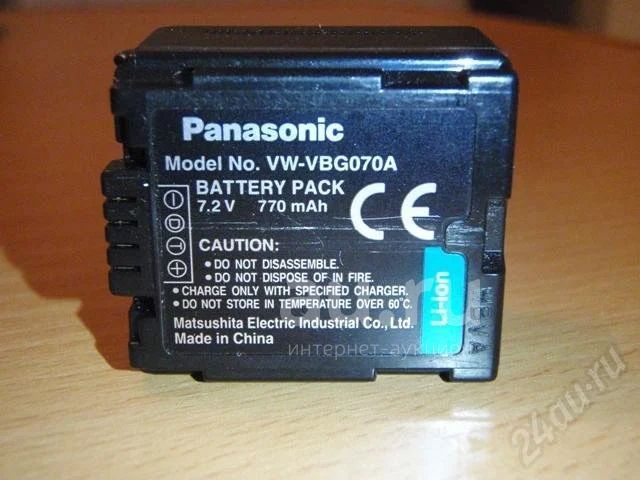 Panasonic
Model No. VW-VBG070A
BATTERY PACK
7.2 V 770 mAh
CE
CAUTION:
• DO NOT DISASSEMBLE.
• DO NOT DISPOSE OF IN FIRE.
• CHARGE ONLY WITH SPECIFIED CHARGER.
• DO NOT STORE IN TEMPERATURE OVER 60°C.
Li-ion
Matsushita Electric Industrial Co., Ltd.
Made in China
24au.ru